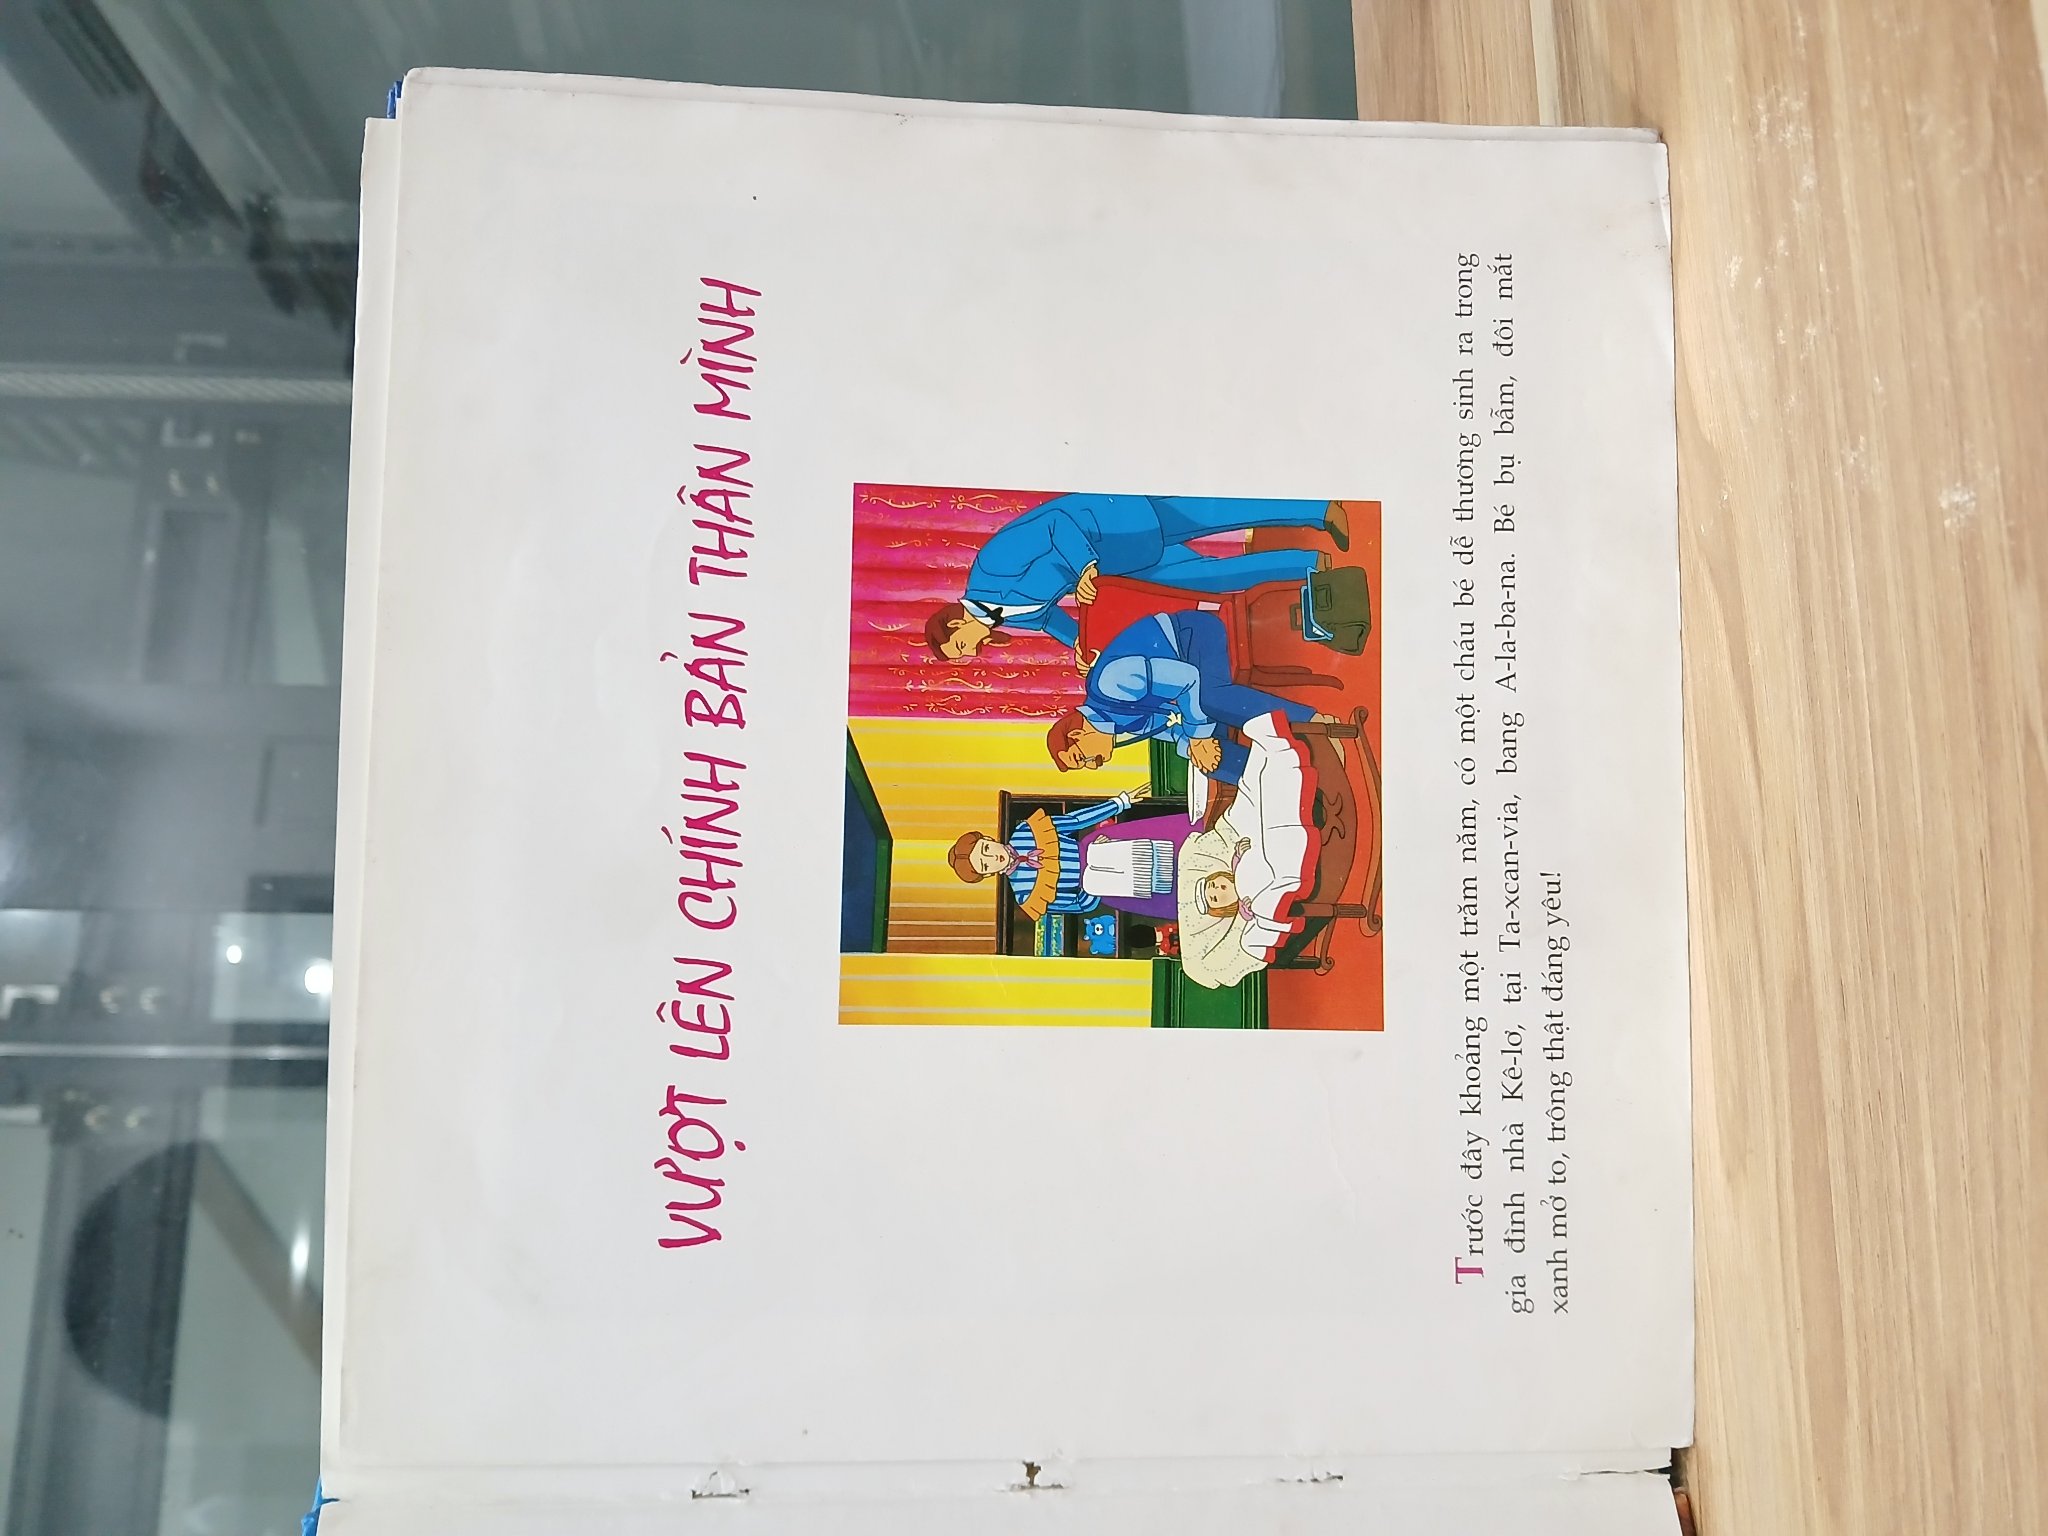 VƯỢT LÊN CHÍNH BẢN THÂN MÌNH
Trước đây khoảng một trăm năm, có một cháu bé dễ thương sinh ra trong
gia đình nhà Kê-lơ, tại Ta-xcan-via, bang A-la-ba-na. Bé bụ bẫm, đôi mắt
xanh mở to, trông thật đáng yêu!